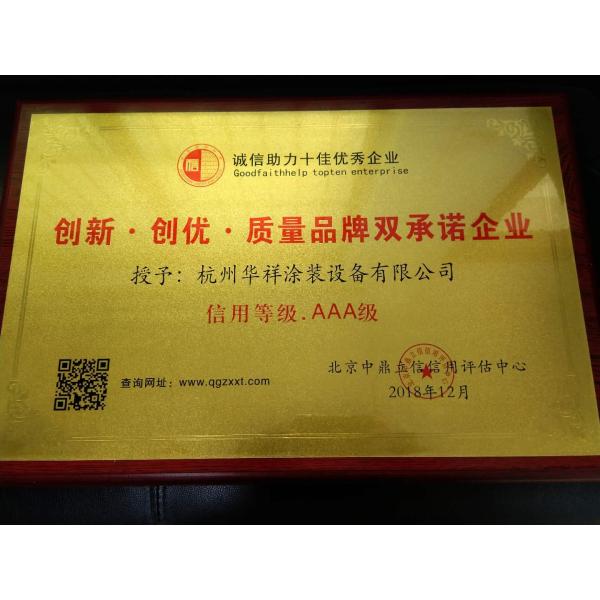 信
诚信助力十佳优秀企业
Goodfaithhelp topten enterprise
创新·创优·质量品牌双承诺企业
授予：杭州华祥涂装设备有限公司
信用等级.AAA级
查询网址：www.qgzxxt.com
北京中鼎立信信用评估中心
2018年12月